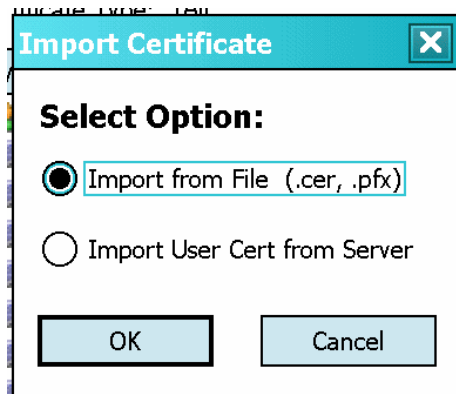 Import Certificate
Select Option:
Import from File (.cer, .pfx)
Import User Cert from Server
OK
Cancel